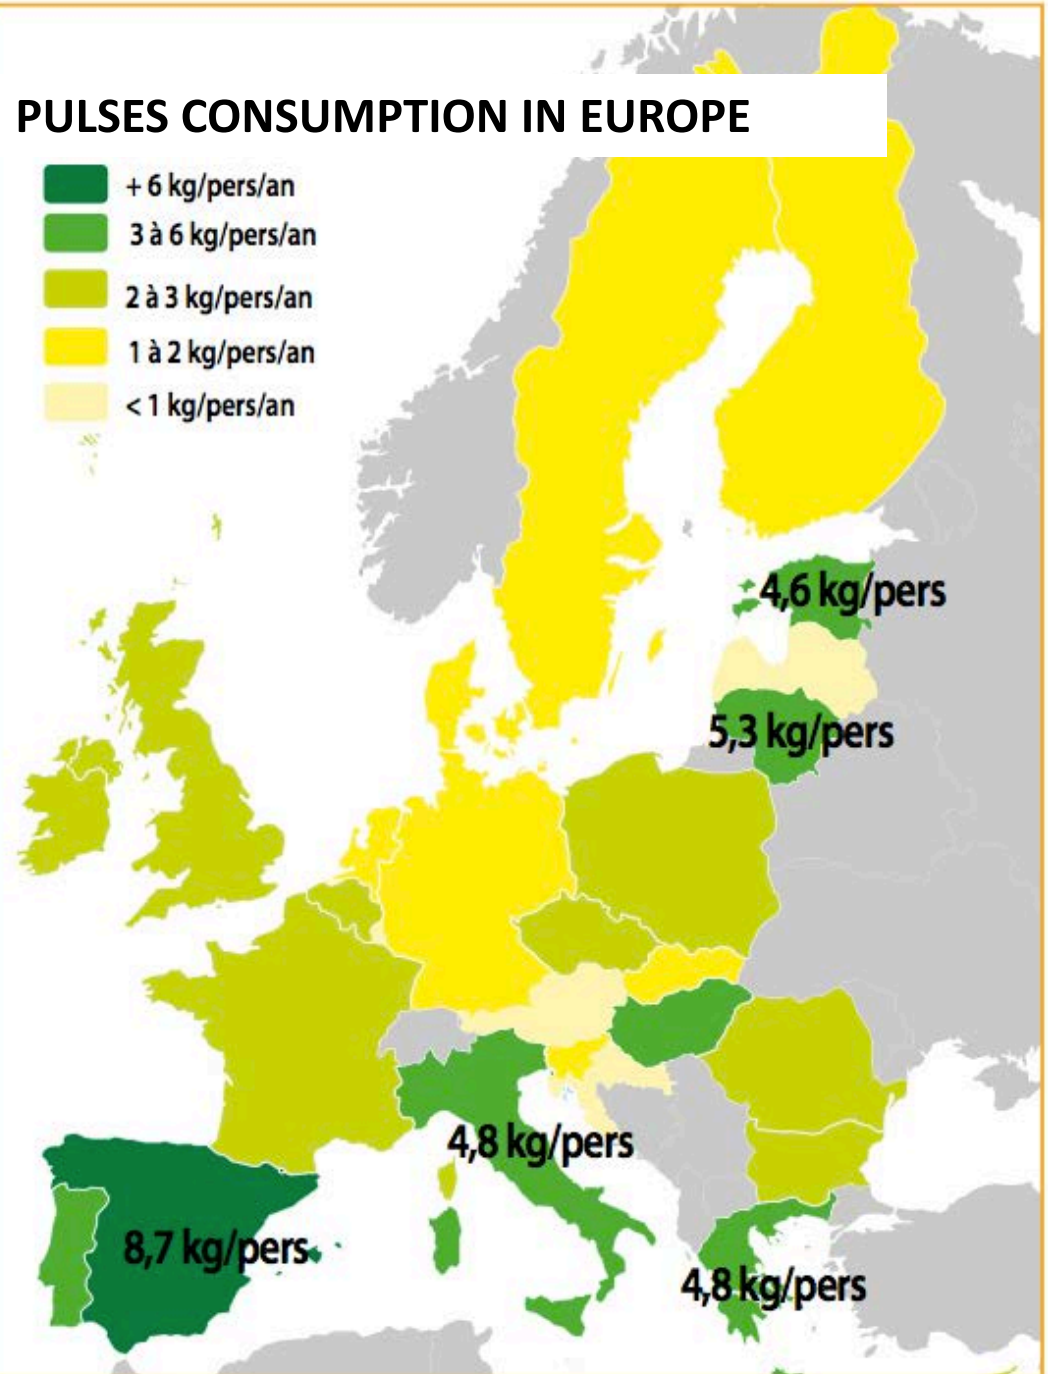 PULSES CONSUMPTION IN EUROPE
+ 6 kg/pers/an
3 à 6 kg/pers/an
2 à 3 kg/pers/an
1 à 2 kg/pers/an
< 1 kg/pers/an
4,6 kg/pers
5,3 kg/pers
4,8 kg/pers
8,7 kg/pers
4,8 kg/pers